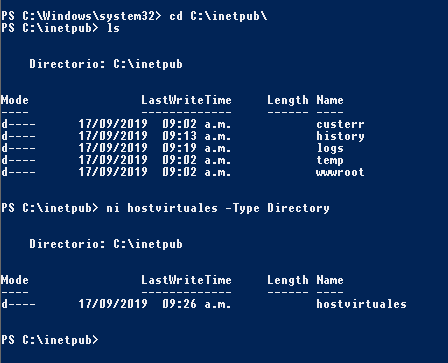 PS C:\Windows\system32> cd C:\inetpub\
PS C:\inetpub> ls
Directorio: C:\inetpub
Mode LastWriteTime Length Name
---- ------------- ------ ----
d---- 17/09/2019 09:02 a.m. custerr
d---- 17/09/2019 09:13 a.m. history
d---- 17/09/2019 09:19 a.m. logs
d---- 17/09/2019 09:02 a.m. temp
d---- 17/09/2019 09:02 a.m. wwwroot
PS C:\inetpub> ni hostvirtuales -Type Directory
Directorio: C:\inetpub
Mode LastWriteTime Length Name
---- ------------- ------ ----
d---- 17/09/2019 09:26 a.m. hostvirtuales
PS C:\inetpub>